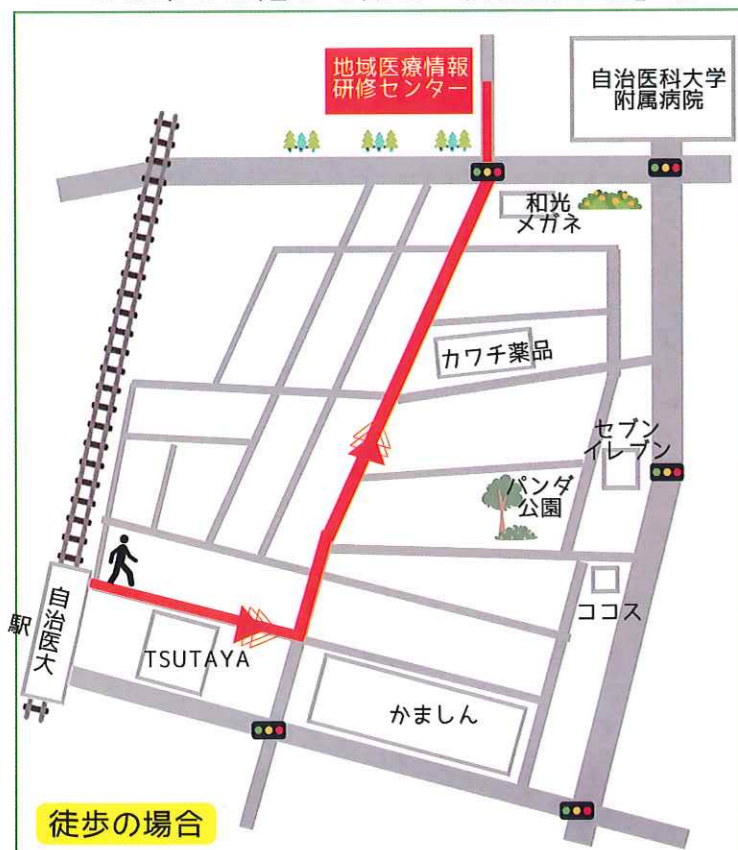 地域医療情報
研修センター
自治医科大学
附属病院
和光
メガネ
カワチ薬品
セブン
イレブン
パンダ
公園
ココス
自治医大
駅
TSUTAYA
かましん
徒歩の場合